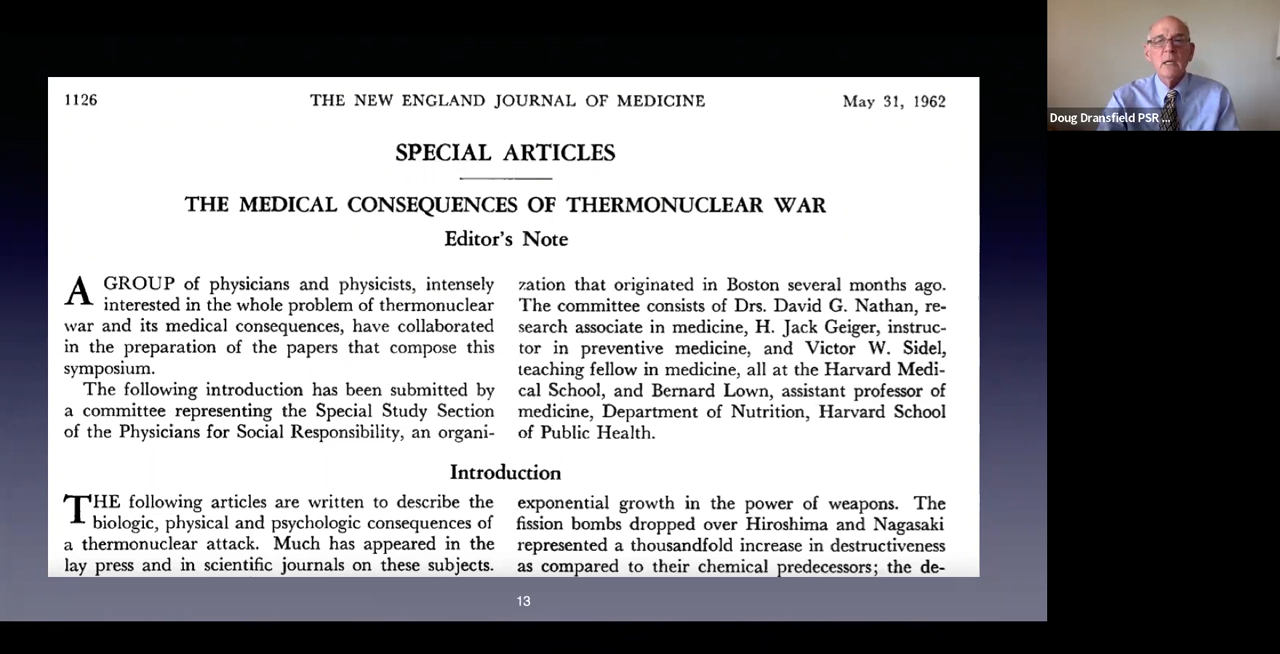 1126 THE NEW ENGLAND JOURNAL OF MEDICINE May 31, 1962
SPECIAL ARTICLES
THE MEDICAL CONSEQUENCES OF THERMONUCLEAR WAR
Editor's Note
A GROUP of physicians and physicists, intensely
interested in the whole problem of thermonuclear
war and its medical consequences, have collaborated
in the preparation of the papers that compose this
symposium.
The following introduction has been submitted by
a committee representing the Special Study Section
of the Physicians for Social Responsibility, an organi-
zation that originated in Boston several months ago.
The committee consists of Drs. David G. Nathan, re-
search associate in medicine, H. Jack Geiger, instruc-
tor in preventive medicine, and Victor W. Sidel,
teaching fellow in medicine, all at the Harvard Medi-
cal School, and Bernard Lown, assistant professor of
medicine, Department of Nutrition, Harvard School
of Public Health.
Introduction
THE following articles are written to describe the
biologic, physical and psychologic consequences of
a thermonuclear attack. Much has appeared in the
lay press and in scientific journals on these subjects.
exponential growth in the power of weapons. The
fission bombs dropped over Hiroshima and Nagasaki
represented a thousandfold increase in destructiveness
as compared to their chemical predecessors; the de-
13
Doug Dransfield PSR ...